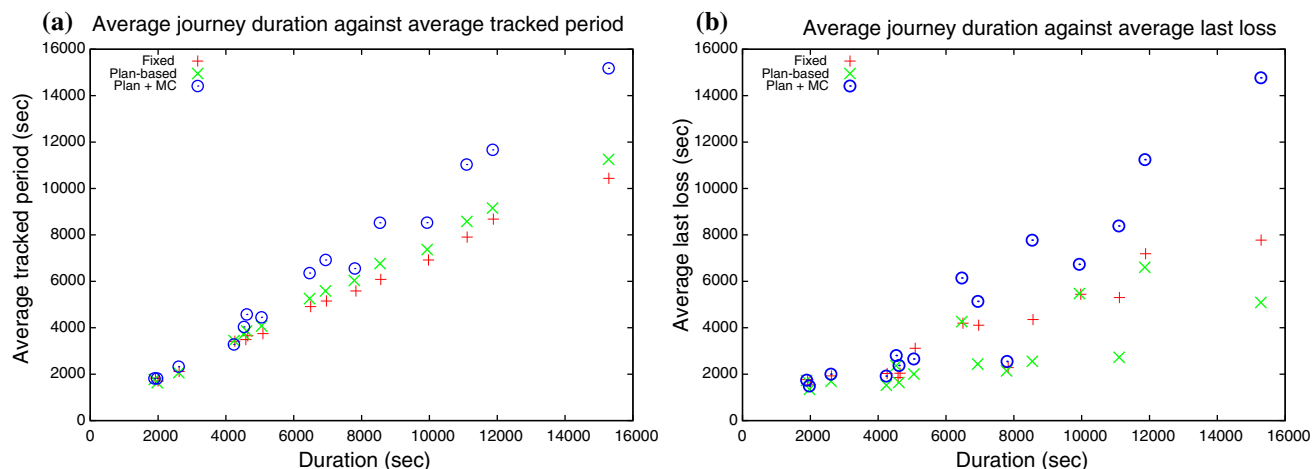 (a) Average journey duration against average tracked period
16000
14000
12000
10000
8000
6000
4000
2000
0
Average tracked period (sec)
Fixed
Plan-based
Plan + MC
0 2000 4000 6000 8000 10000 12000 14000 16000
Duration (sec)
(b) Average journey duration against average last loss
16000
14000
12000
10000
8000
6000
4000
2000
0
Average last loss (sec)
Fixed
Plan-based
Plan + MC
0 2000 4000 6000 8000 10000 12000 14000 16000
Duration (sec)